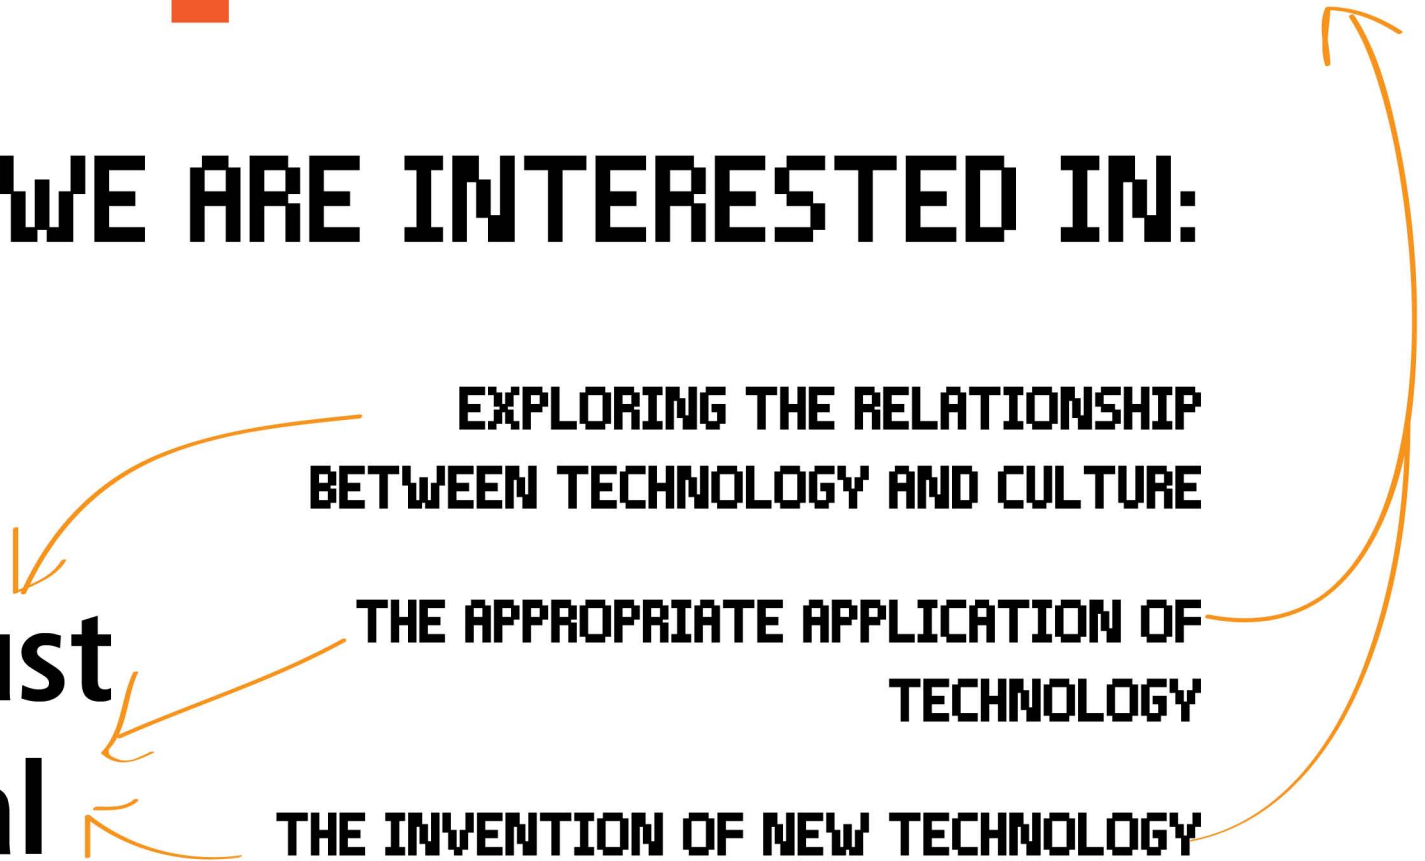 WE ARE INTERESTED IN:
EXPLORING THE RELATIONSHIP
BETWEEN TECHNOLOGY AND CULTURE
THE APPROPRIATE APPLICATION OF
TECHNOLOGY
THE INVENTION OF NEW TECHNOLOGY